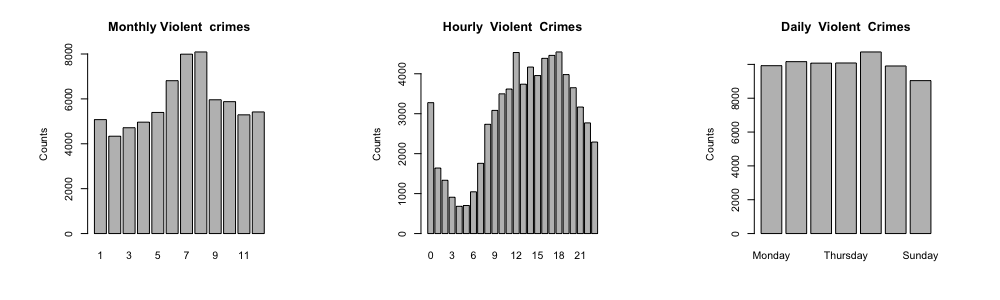 Monthly Violent crimes
Counts
0
2000
4000
6000
8000
1 3 5 7 9 11
Hourly Violent Crimes
Counts
0
1000
2000
3000
4000
0 3 6 9 12 15 18 21
Daily Violent Crimes
Counts
0
2000
4000
6000
8000
Monday Thursday Sunday